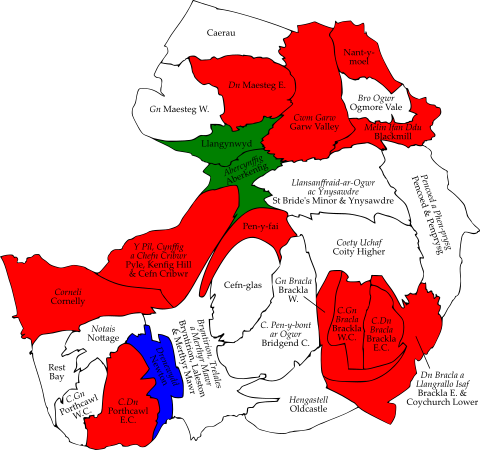 Caerau
Nant-y-
moel
Dn Maesteg E.
Gn Maesteg W.
Bro Ogwr
Ogmore Vale
Cwm Garw
Garw Valley
Melin Ifan Ddu
Blackmill
Llangynwyd
Abercynffig
Aberkenfig
Llansanffraid-ar-Ogwr
ac Ynysawdre
St Bride's Minor & Ynysawdre
Pencoed a Phen-prysg
Pencoed & Penprysg
Pen-y-fai
Y Pîl, Cynffig
a Chefn Cribwr
Pyle, Kenfig Hill
& Cefn Cribwr
Coety Uchaf
Coity Higher
Corneli
Cornelly
Cefn-glas
Gn Bracla
Brackla
W.
C.Gn
Bracla
Brackla
W.C.
C.Dn
Bracla
Brackla
E.C.
Notais
Nottage
C. Pen-y-bont
ar Ogwr
Bridgend C.
Bryntirion, Trelales
a Merthyr Mawr
Bryntirion, Laleston
& Merthyr Mawr
Rest
Bay
C.Gn
Porthcawl
W.C.
C.Dn
Porthcawl
E.C.
Dn Bracla a
Llangrallo Isaf
Brackla E. &
Coychurch Lower
Hengastell
Oldcastle